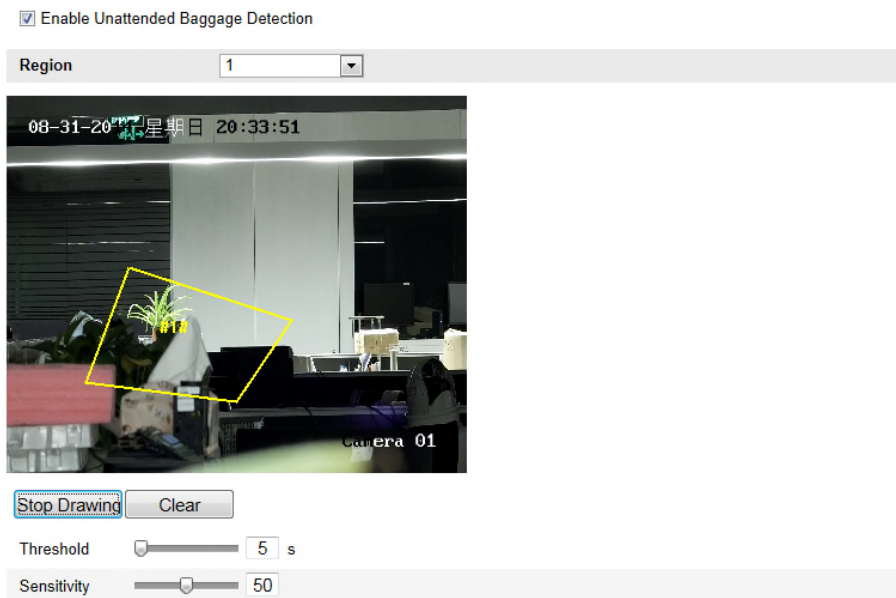 Enable Unattended Baggage Detection
Region 1
08-31-20 星期日 20:33:51
#1#
Camera 01
Stop Drawing Clear
Threshold 5 s
Sensitivity 50